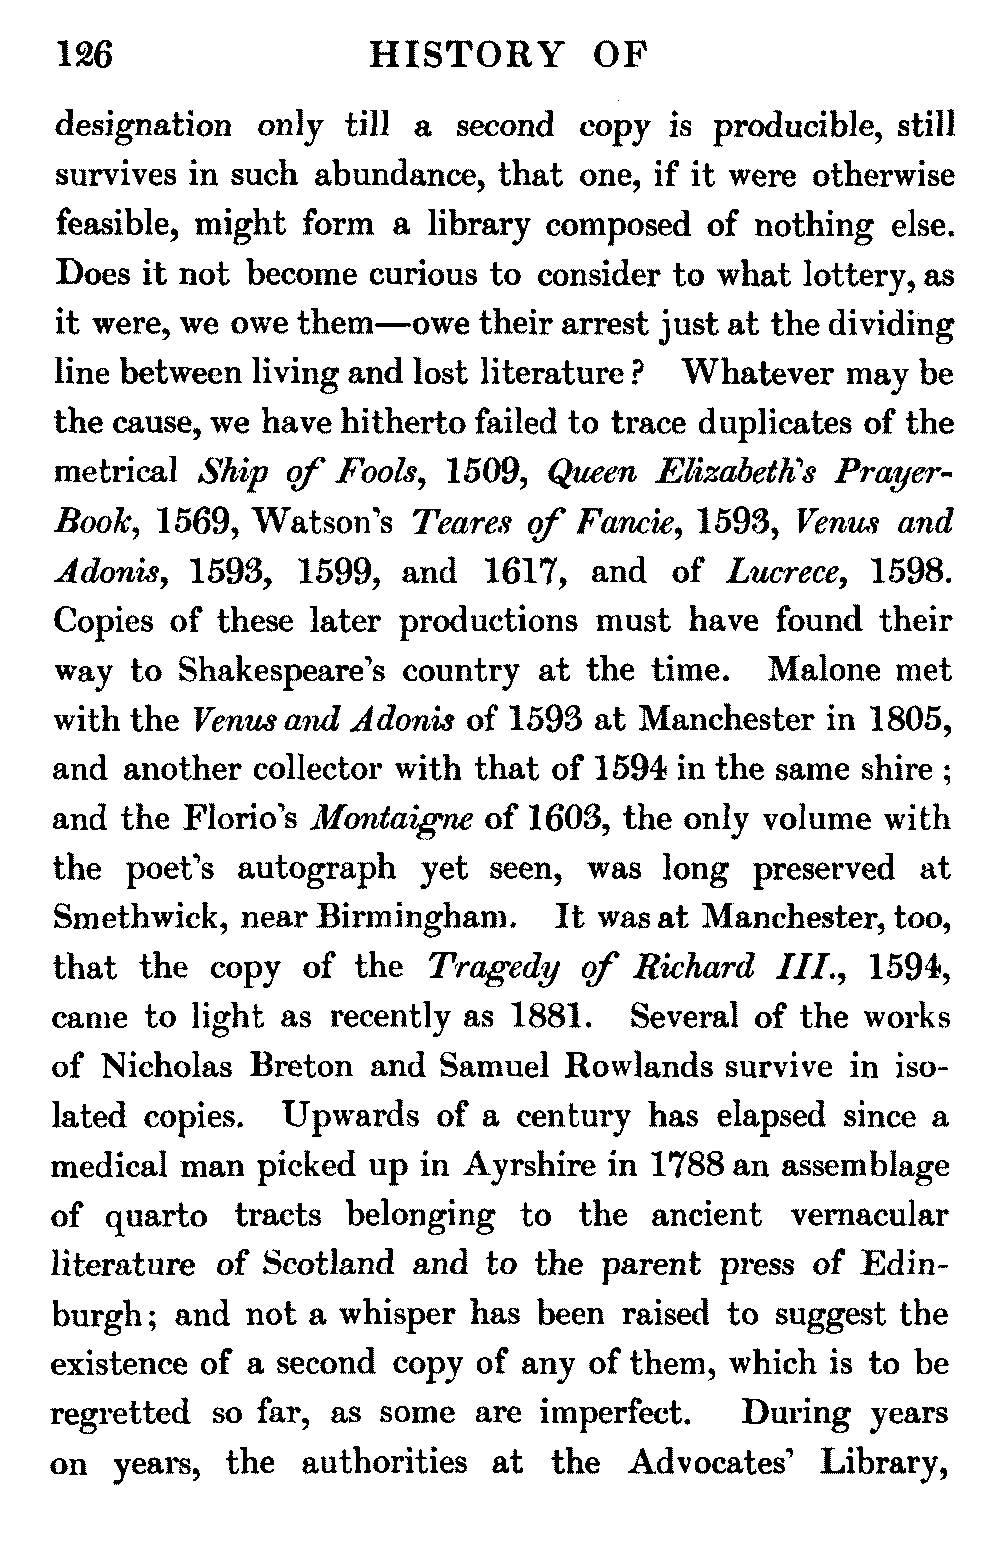 126 HISTORY OF
designation only till a second copy is producible, still
survives in such abundance, that one, if it were otherwise
feasible, might form a library composed of nothing else.
Does it not become curious to consider to what lottery, as
it were, we owe them—owe their arrest just at the dividing
line between living and lost literature? Whatever may be
the cause, we have hitherto failed to trace duplicates of the
metrical Ship of Fools, 1509, Queen Elizabeth's Prayer-
Book, 1569, Watson's Teares of Fancie, 1593, Venus and
Adonis, 1593, 1599, and 1617, and of Lucrece, 1598.
Copies of these later productions must have found their
way to Shakespeare's country at the time. Malone met
with the Venus and Adonis of 1593 at Manchester in 1805,
and another collector with that of 1594 in the same shire;
and the Florio's Montaigne of 1603, the only volume with
the poet's autograph yet seen, was long preserved at
Smethwick, near Birmingham. It was at Manchester, too,
that the copy of the Tragedy of Richard III., 1594,
came to light as recently as 1881. Several of the works
of Nicholas Breton and Samuel Rowlands survive in iso-
lated copies. Upwards of a century has elapsed since a
medical man picked up in Ayrshire in 1788 an assemblage
of quarto tracts belonging to the ancient vernacular
literature of Scotland and to the parent press of Edin-
burgh; and not a whisper has been raised to suggest the
existence of a second copy of any of them, which is to be
regretted so far, as some are imperfect. During years
on years, the authorities at the Advocates' Library,